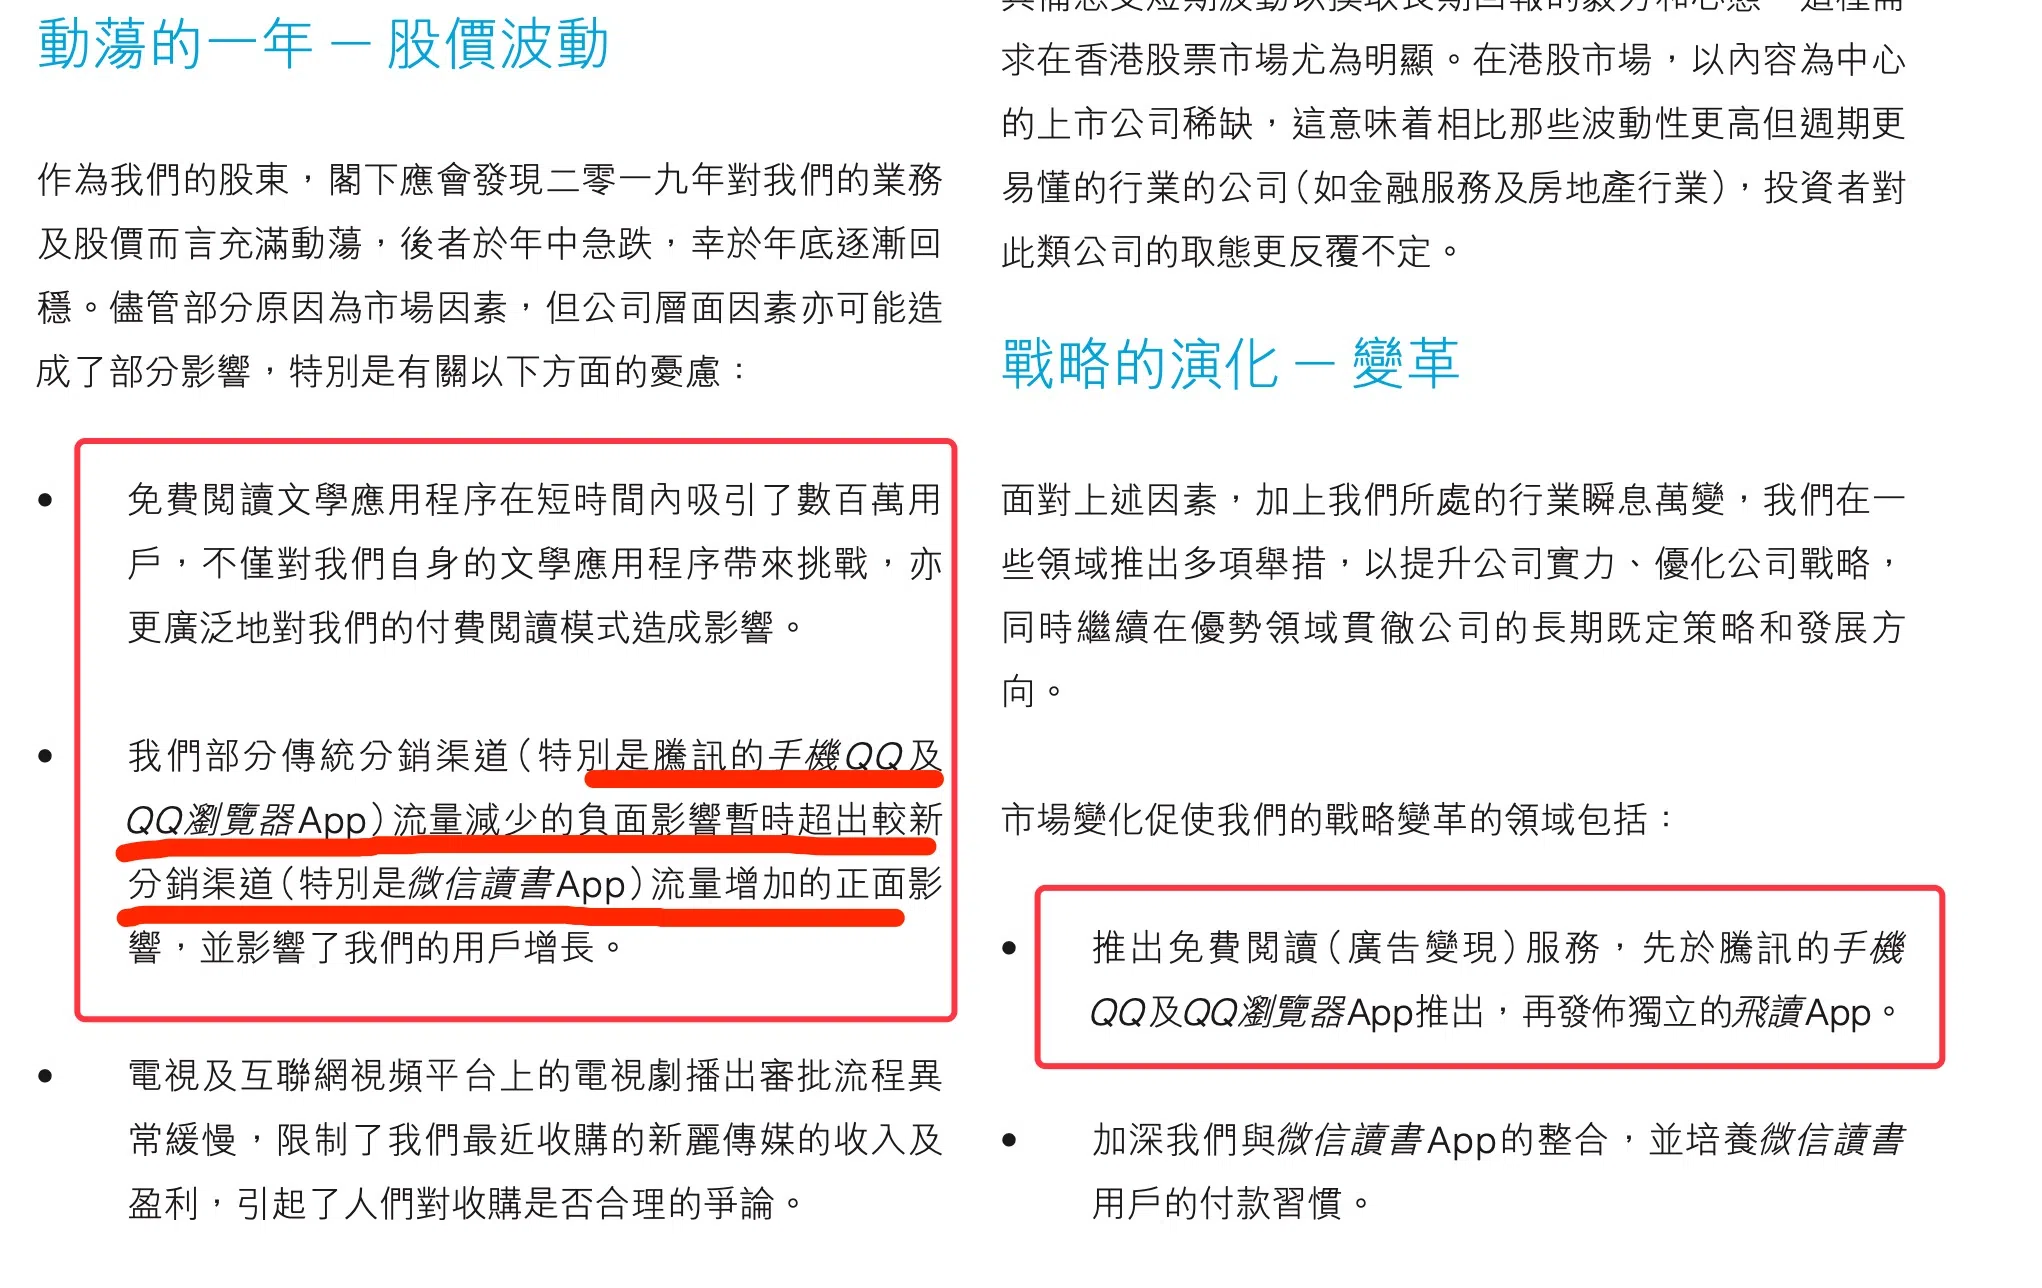 動蕩的一年 — 股價波動
作為我們的股東，閣下應會發現二零一九年對我們的業務
及股價而言充滿動蕩，後者於年中急跌，幸於年底逐漸回
穩。儘管部分原因為市場因素，但公司層面因素亦可能造
成了部分影響，特別是有關以下方面的憂慮：
• 免費閱讀文學應用程序在短時間內吸引了數百萬用
戶，不僅對我們自身的文學應用程序帶來挑戰，亦
更廣泛地對我們的付費閱讀模式造成影響。
• 我們部分傳統分銷渠道（特別是騰訊的手機QQ及
QQ瀏覽器App）流量減少的負面影響暫時超出較新
分銷渠道（特別是微信讀書App）流量增加的正面影
響，並影響了我們的用戶增長。
• 電視及互聯網視頻平台上的電視劇播出審批流程異
常緩慢，限制了我們最近收購的新麗傳媒的收入及
盈利，引起了人們對收購是否合理的爭論。
求在香港股票市場尤為明顯。在港股市場，以內容為中心
的上市公司稀缺，這意味着相比那些波動性更高但週期更
易懂的行業的公司（如金融服務及房地產行業），投資者對
此類公司的取態更反覆不定。
戰略的演化 — 變革
面對上述因素，加上我們所處的行業瞬息萬變，我們在一
些領域推出多項舉措，以提升公司實力、優化公司戰略，
同時繼續在優勢領域貫徹公司的長期既定策略和發展方
向。
市場變化促使我們的戰略變革的領域包括：
• 推出免費閱讀（廣告變現）服務，先於騰訊的手機
QQ及QQ瀏覽器App推出，再發佈獨立的飛讀App。
• 加深我們與微信讀書App的整合，並培養微信讀書
用戶的付款習慣。